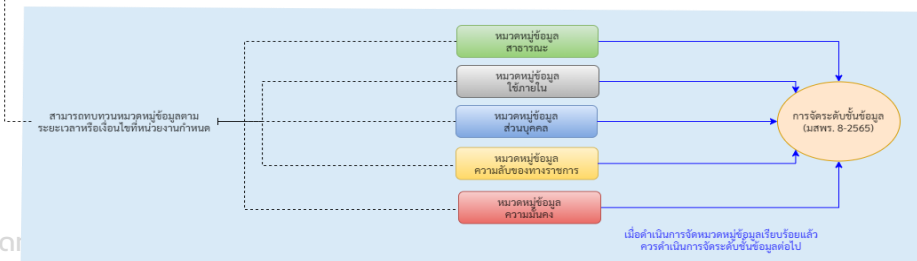 หมวดหมู่ข้อมูล
สาธารณะ
หมวดหมู่ข้อมูล
ใช้ภายใน
สามารถทบทวนหมวดหมู่ข้อมูลตาม
ระยะเวลาหรือเงื่อนไขที่หน่วยงานกำหนด
หมวดหมู่ข้อมูล
ส่วนบุคคล
การจัดระดับชั้นข้อมูล
(มสพร. 8-2565)
หมวดหมู่ข้อมูล
ความลับของทางราชการ
หมวดหมู่ข้อมูล
ความมั่นคง
เมื่อดำเนินการจัดหมวดหมู่ข้อมูลเรียบร้อยแล้ว
ควรดำเนินการจัดระดับชั้นข้อมูลต่อไป